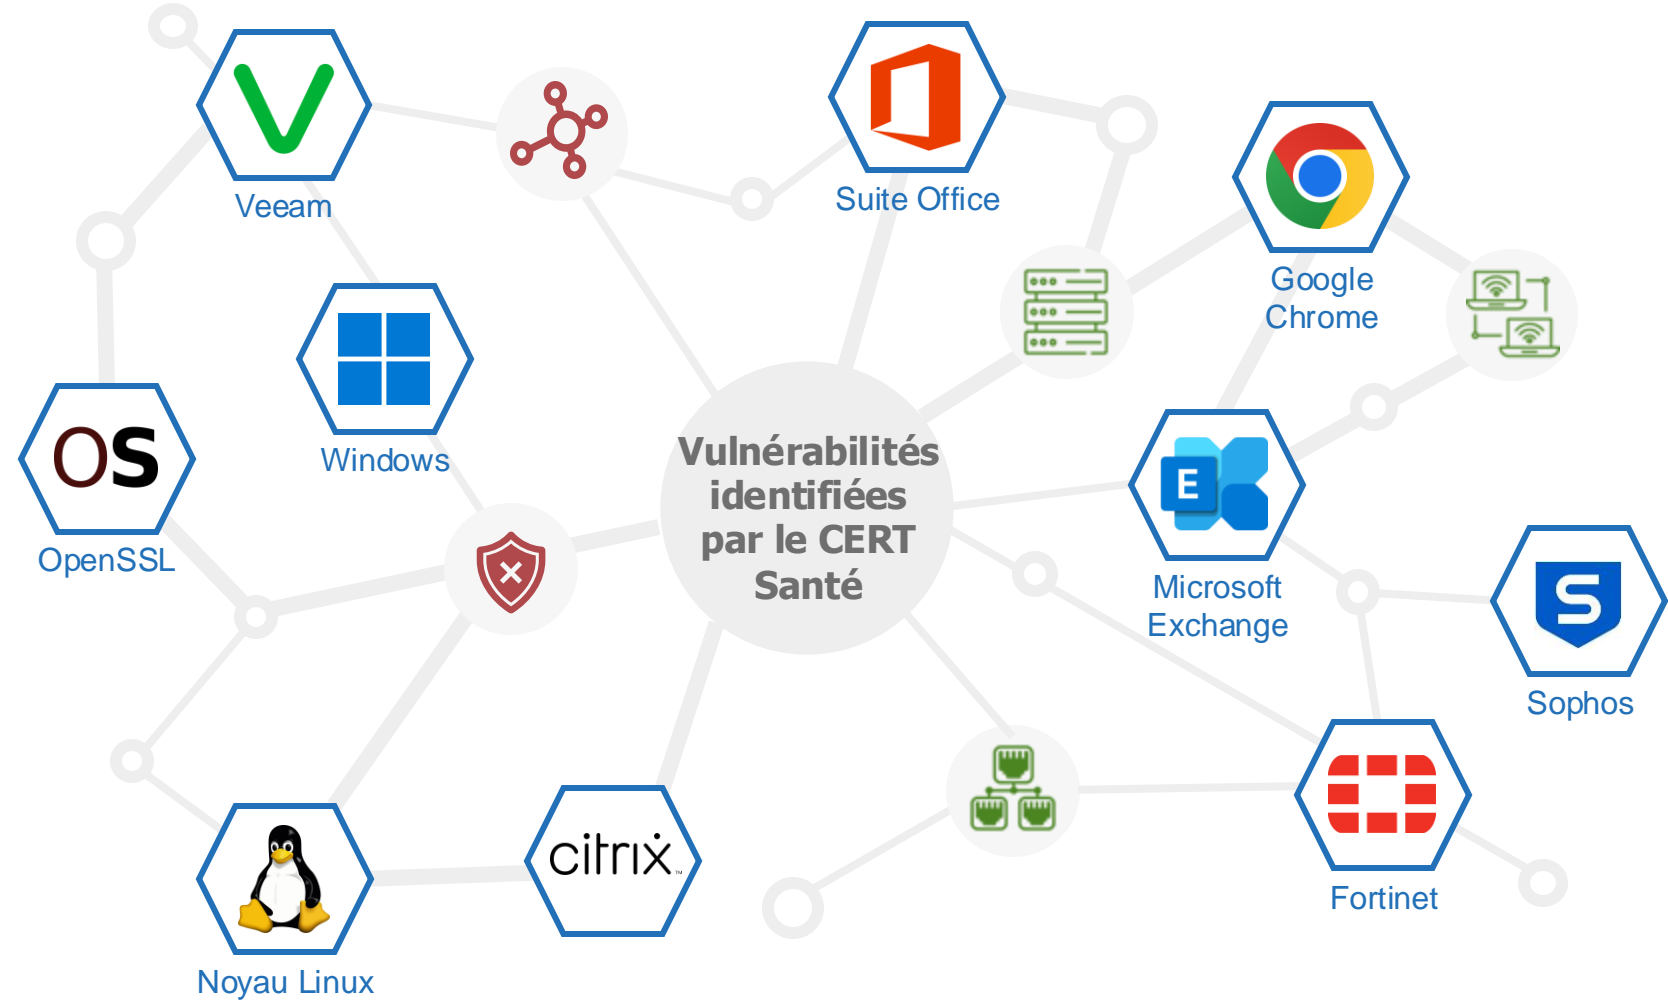 Veeam
Suite Office
Google
Chrome
Windows
OS
OpenSSL
Vulnérabilités
identifiées
par le CERT
Santé
E
Microsoft
Exchange
S
Sophos
citrix™
Fortinet
Noyau Linux